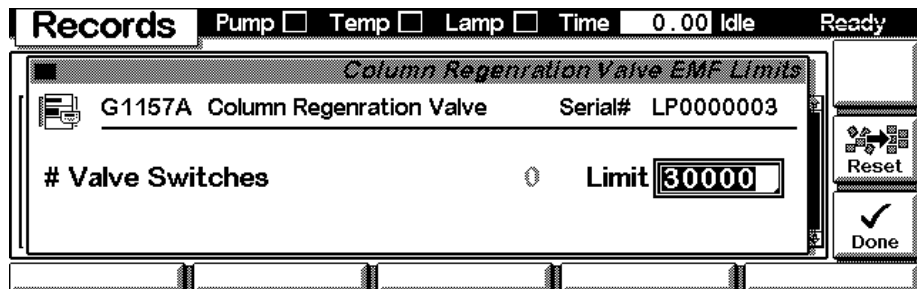 Records Pump Temp Lamp Time 0.00 Idle Ready
Column Regenration Valve EMF Limits
G1157A Column Regenration Valve Serial# LP0000003
Reset
# Valve Switches 0 Limit 30000
Done